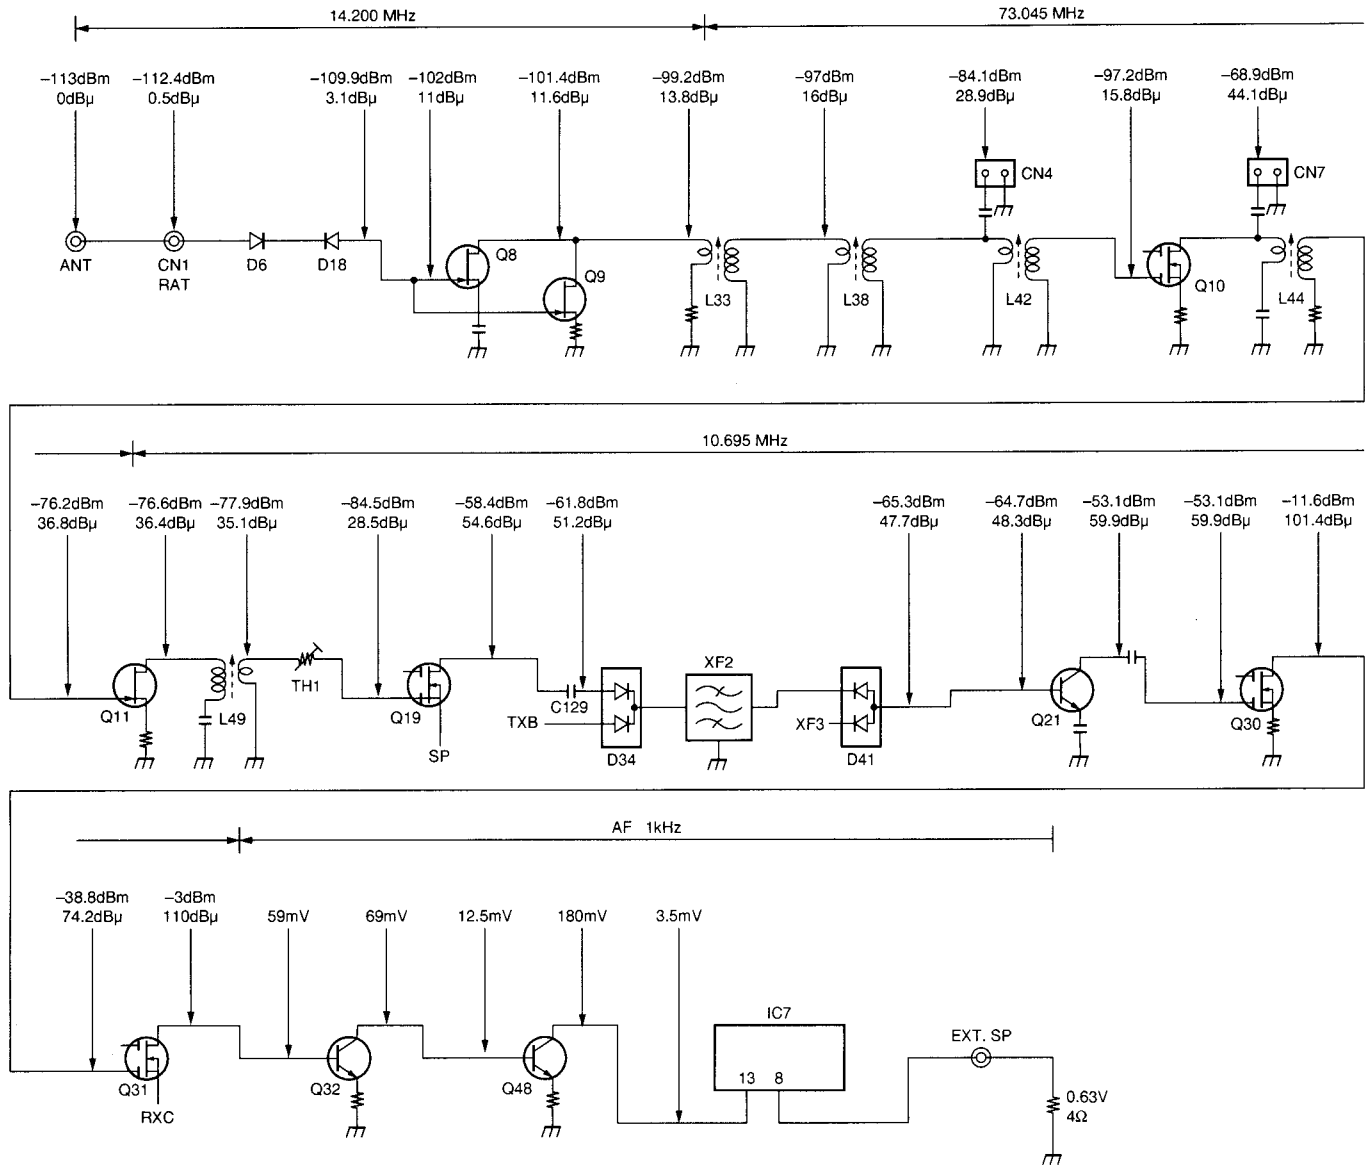 14.200 MHz
73.045 MHz
–113dBm
0dBµ
–112.4dBm
0.5dBµ
–109.9dBm
3.1dBµ
–102dBm
11dBµ
–101.4dBm
11.6dBµ
–99.2dBm
13.8dBµ
–97dBm
16dBµ
–84.1dBm
28.9dBµ
–97.2dBm
15.8dBµ
–68.9dBm
44.1dBµ
CN4
CN7
ANT
CN1
RAT
D6
D18
Q8
Q9
L33
L38
L42
Q10
L44
10.695 MHz
–76.2dBm
36.8dBµ
–76.6dBm
36.4dBµ
–77.9dBm
35.1dBµ
–84.5dBm
28.5dBµ
–58.4dBm
54.6dBµ
–61.8dBm
51.2dBµ
–65.3dBm
47.7dBµ
–64.7dBm
48.3dBµ
–53.1dBm
59.9dBµ
–53.1dBm
59.9dBµ
–11.6dBm
101.4dBµ
Q11
L49
TH1
Q19
SP
C129
TXB
D34
XF2
XF3
D41
Q21
Q30
AF 1kHz
–38.8dBm
74.2dBµ
–3dBm
110dBµ
59mV
69mV
12.5mV
180mV
3.5mV
Q31
RXC
Q32
Q48
IC7
13 8
EXT. SP
0.63V
4Ω